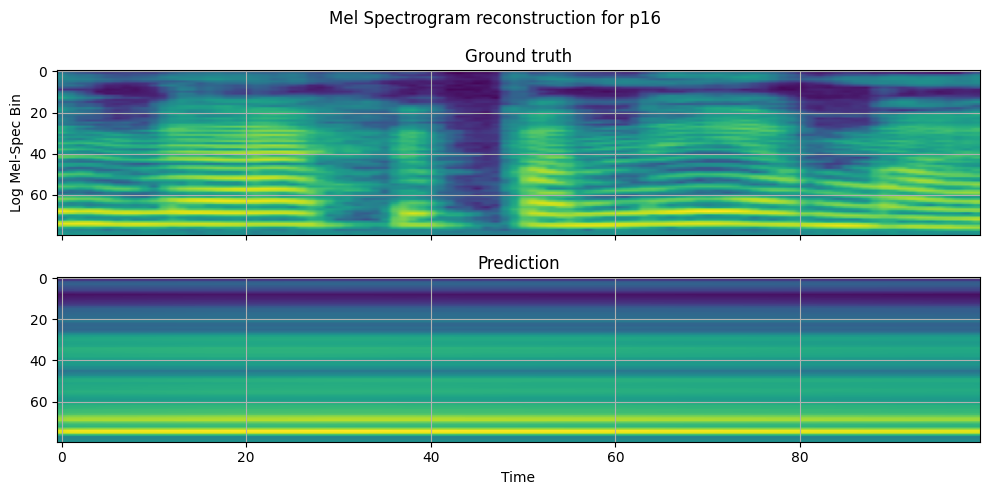 Mel Spectrogram reconstruction for p16
Ground truth
0
20
40
60
Log Mel-Spec Bin
Prediction
0
20
40
60
0 20 40 60 80
Time